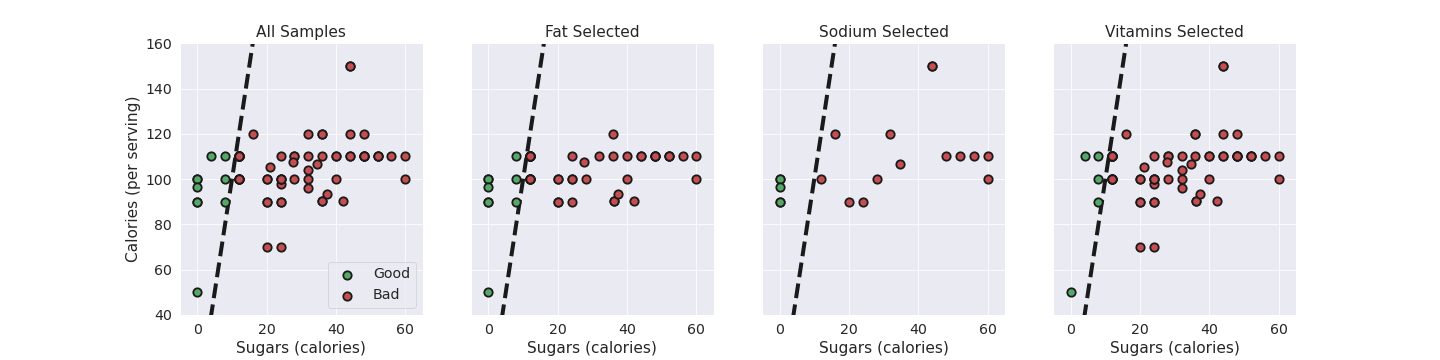 All Samples
Fat Selected
Sodium Selected
Vitamins Selected
Calories (per serving)
160
140
120
100
80
60
40
Good
Bad
0 20 40 60
0 20 40 60
0 20 40 60
0 20 40 60
Sugars (calories)
Sugars (calories)
Sugars (calories)
Sugars (calories)